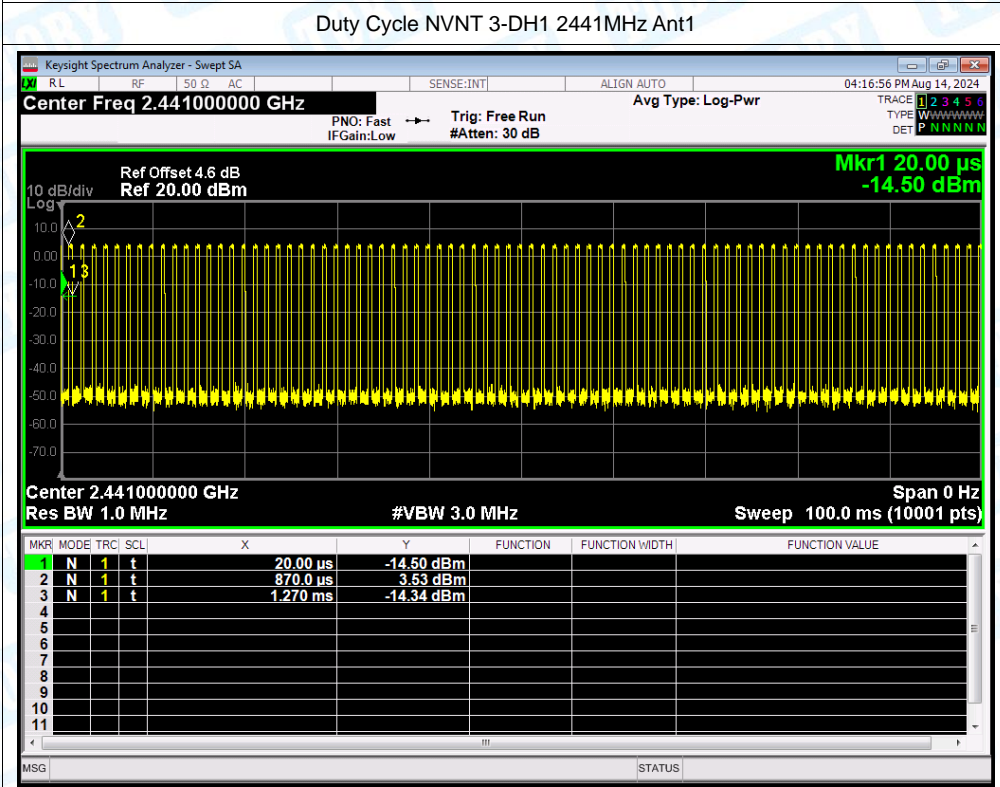 Duty Cycle NVNT 3-DH1 2441MHz Ant1
Keysight Spectrum Analyzer - Swept SA
LXI RL RF 50 Ω AC SENSE:INT ALIGN AUTO 04:16:56 PM Aug 14, 2024
Center Freq 2.441000000 GHz Avg Type: Log-Pwr TRACE 1 2 3 4 5 6
PNO: Fast Trig: Free Run TYPE WWWWWW
IFGain:Low #Atten: 30 dB DET P N N N N N
Mkr1 20.00 µs
Ref Offset 4.6 dB
10 dB/div Ref 20.00 dBm -14.50 dBm
Log
10.0
2
0.00
1 3
-10.0
-20.0
-30.0
-40.0
-50.0
-60.0
-70.0
Center 2.441000000 GHz Span 0 Hz
Res BW 1.0 MHz #VBW 3.0 MHz Sweep 100.0 ms (10001 pts)
MKR MODE TRC SCL X Y FUNCTION FUNCTION WIDTH FUNCTION VALUE
1 N 1 t 20.00 µs -14.50 dBm
2 N 1 t 870.0 µs 3.53 dBm
3 N 1 t 1.270 ms -14.34 dBm
4
5
6
7
8
9
10
11
MSG STATUS